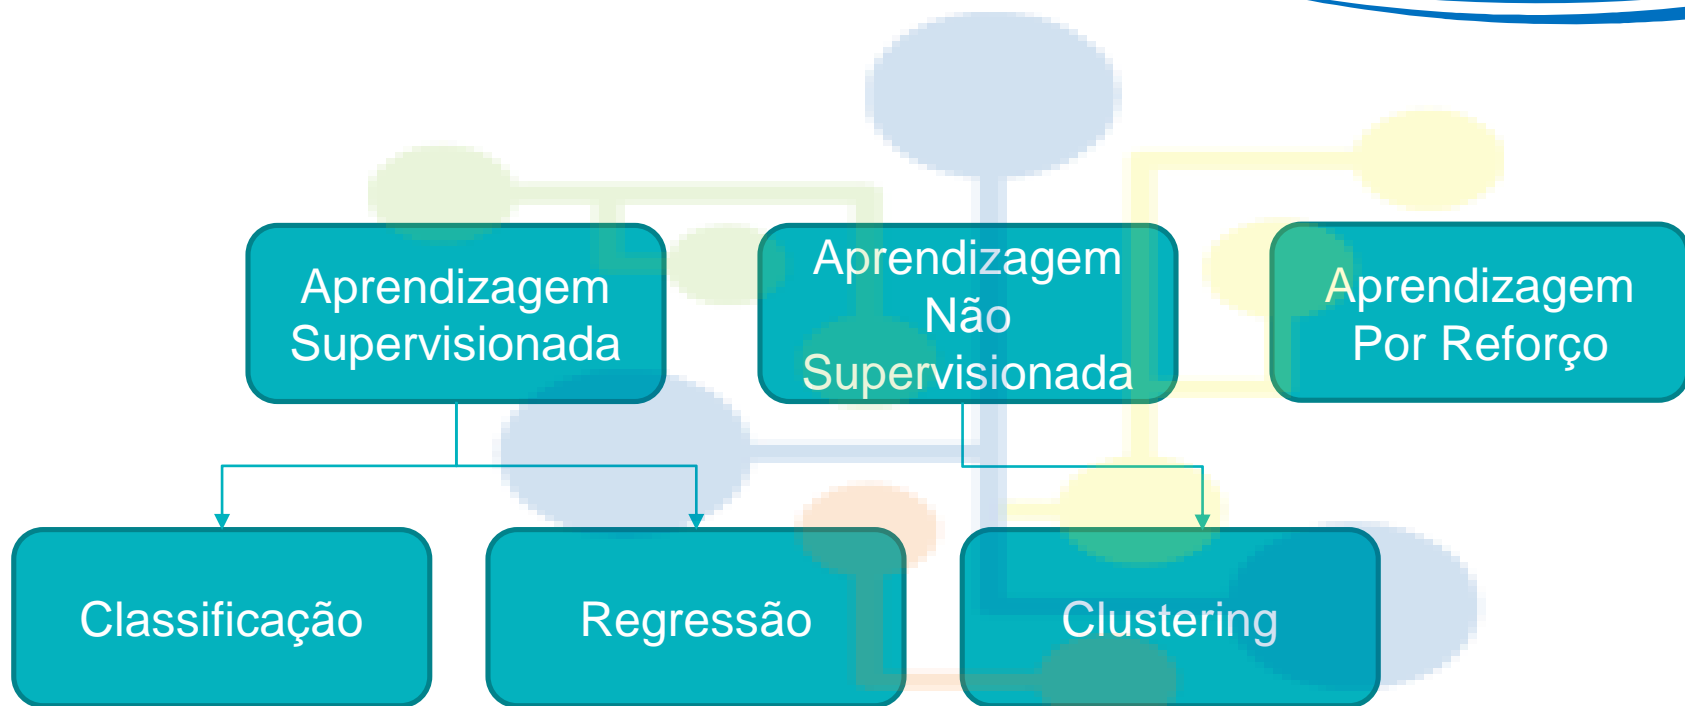 Aprendizagem
Supervisionada
Aprendizagem
Não
Supervisionada
Aprendizagem
Por Reforço
Classificação
Regressão
Clustering